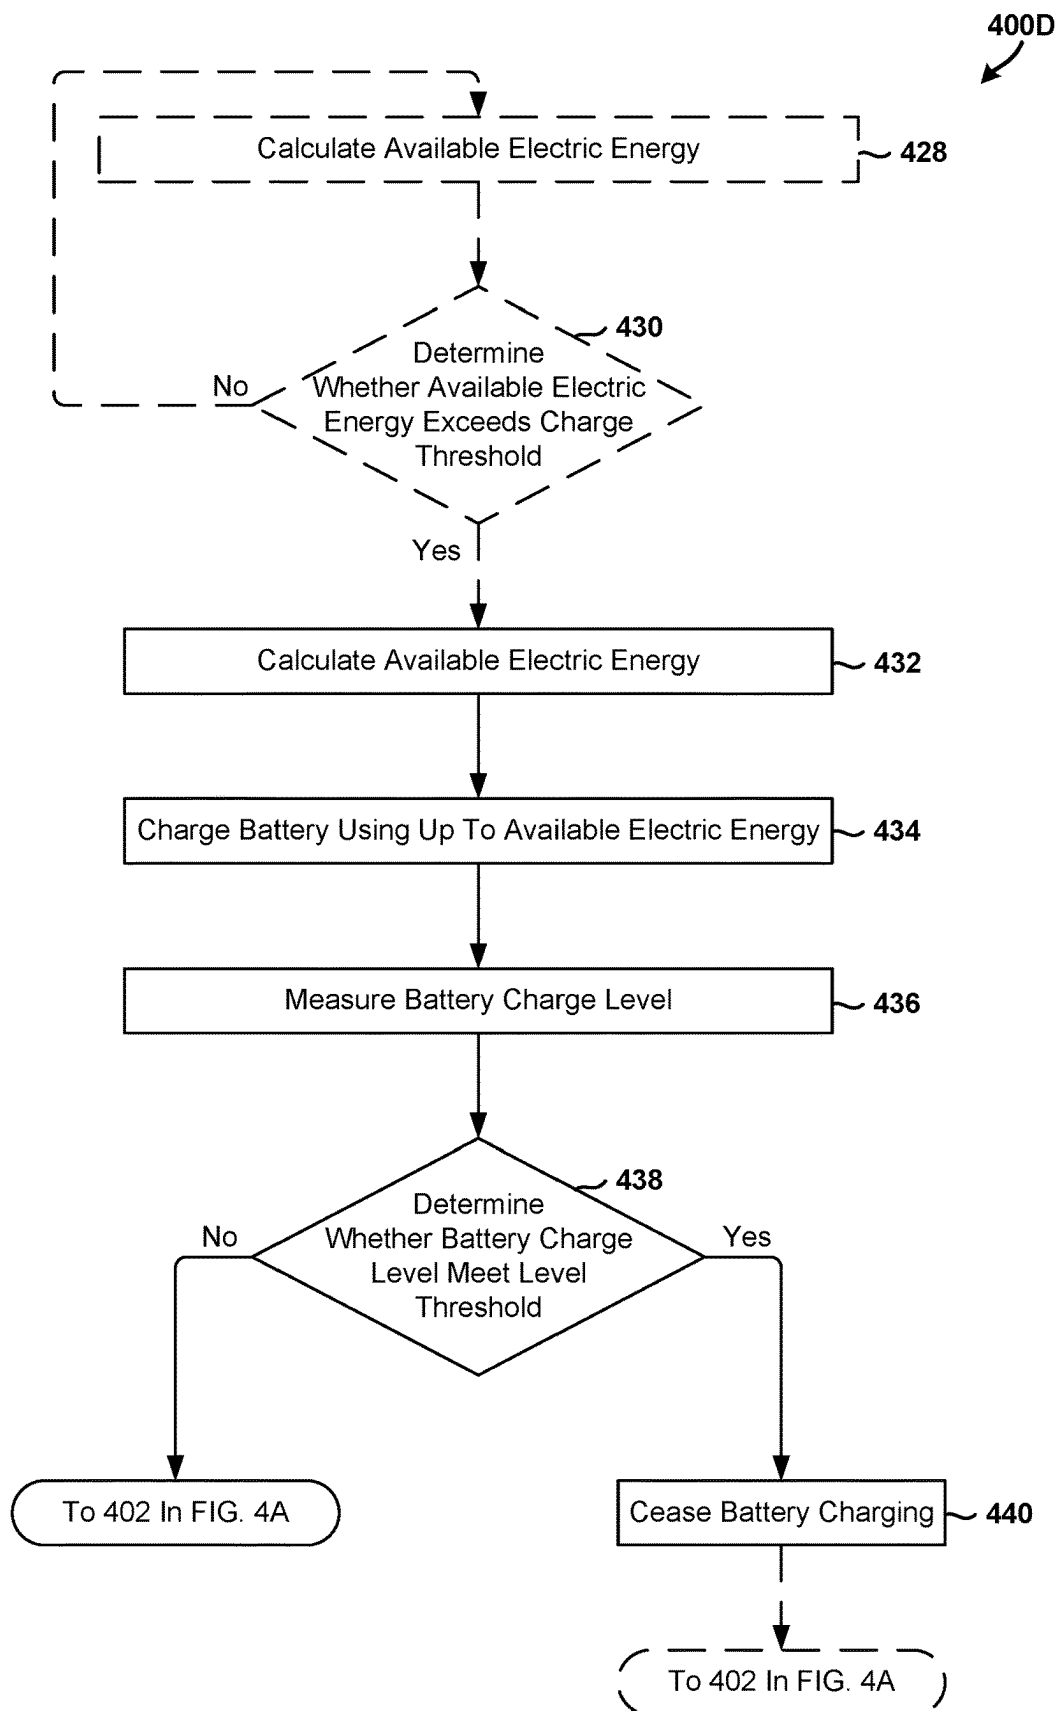 400D
Calculate Available Electric Energy
428
430
Determine
Whether Available Electric
Energy Exceeds Charge
Threshold
No
Yes
Calculate Available Electric Energy
432
Charge Battery Using Up To Available Electric Energy
434
Measure Battery Charge Level
436
438
Determine
Whether Battery Charge
Level Meet Level
Threshold
No
Yes
To 402 In FIG. 4A
Cease Battery Charging
440
To 402 In FIG. 4A